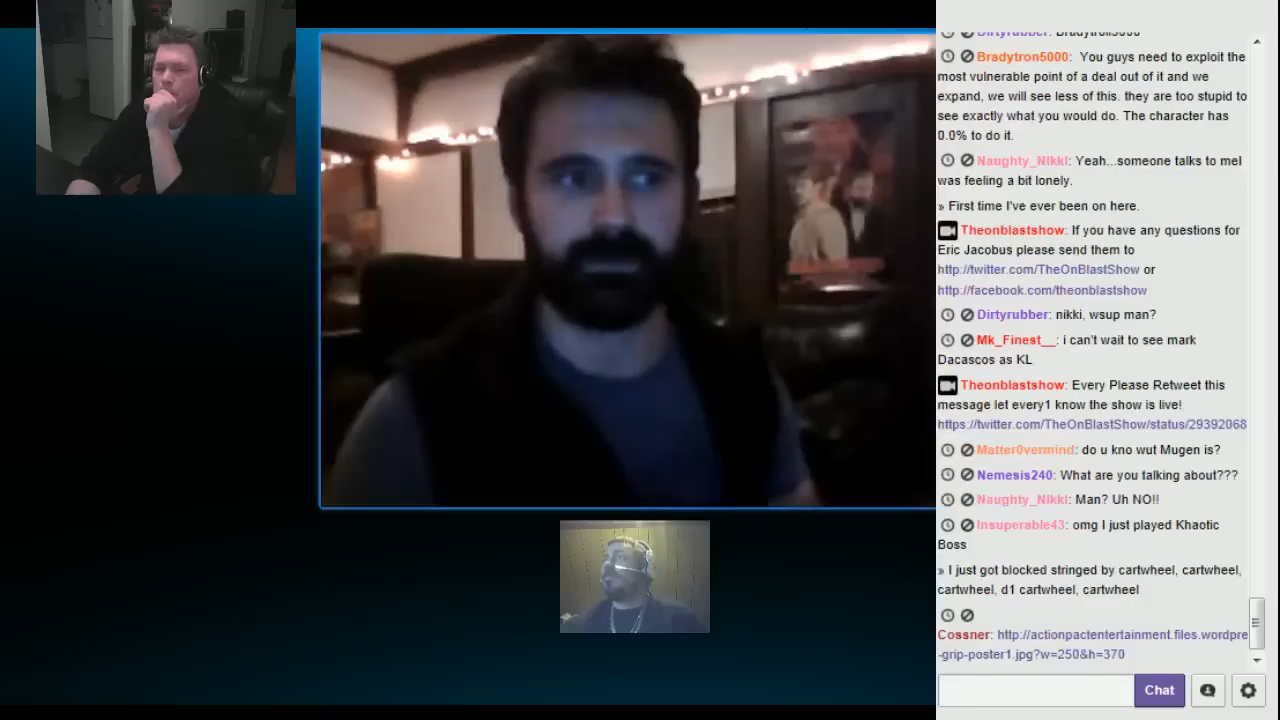 Dirtyrubber: Bradytron5000
Bradytron5000: You guys need to exploit the
most vulnerable point of a deal out of it and we
expand, we will see less of this. they are too stupid to
see exactly what you would do. The character has
0.0% to do it.
Naughty_NIkkI: Yeah...someone talks to meI
was feeling a bit lonely.
» First time I've ever been on here.
Theonblastshow: If you have any questions for
Eric Jacobus please send them to
http://twitter.com/TheOnBlastShow or
http://facebook.com/theonblastshow
Dirtyrubber: nikki, wsup man?
Mk_Finest__: i can't wait to see mark
Dacascos as KL
Theonblastshow: Every Please Retweet this
message let every1 know the show is live!
https://twitter.com/TheOnBlastShow/status/29392068
Matter0vermind: do u kno wut Mugen is?
Nemesis240: What are you talking about???
Naughty_NIkkI: Man? Uh NO!!
Insuperable43: omg I just played Khaotic
Boss
» I just got blocked stringed by cartwheel, cartwheel,
cartwheel, d1 cartwheel, cartwheel
Cossner: http://actionpactentertainment.files.wordpre
-grip-poster1.jpg?w=250&h=370
Chat